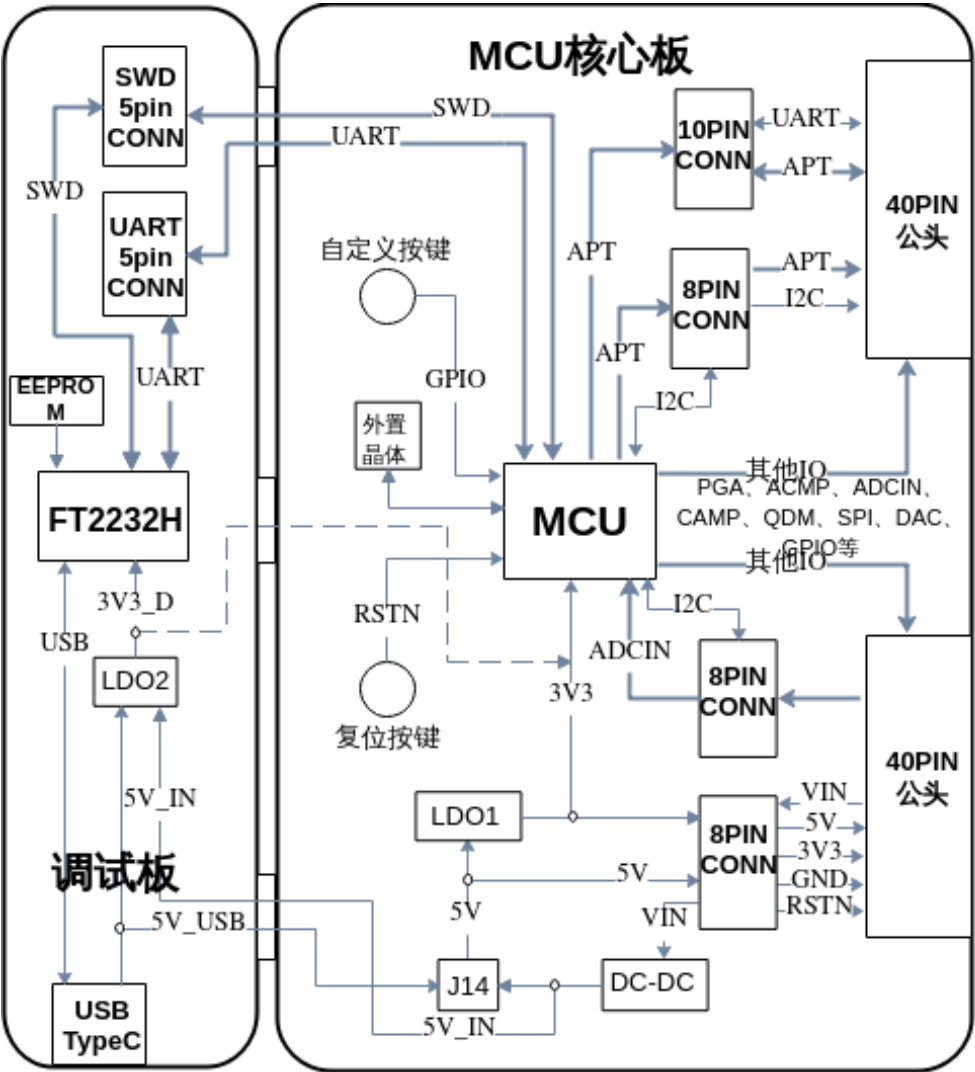 MCU核心板
SWD
5pin
CONN
SWD
UART
SWD
UART
5pin
CONN
UART
EEPRO
M
FT2232H
3V3_D
USB
LDO2
5V_IN
调试板
5V_USB
USB
TypeC
自定义按键
GPIO
外置
晶体
RSTN
复位按键
MCU
APT
APT
I2C
10PIN
CONN
UART
APT
8PIN
CONN
APT
I2C
40PIN
公头
其他IO
PGA、ACMP、ADCIN、
CAMP、QDM、SPI、DAC、
GPIO等
其他IO
I2C
ADCIN
3V3
8PIN
CONN
40PIN
公头
LDO1
5V
5V
8PIN
CONN
VIN
5V
3V3
GND
RSTN
VIN
J14
DC-DC
5V_IN